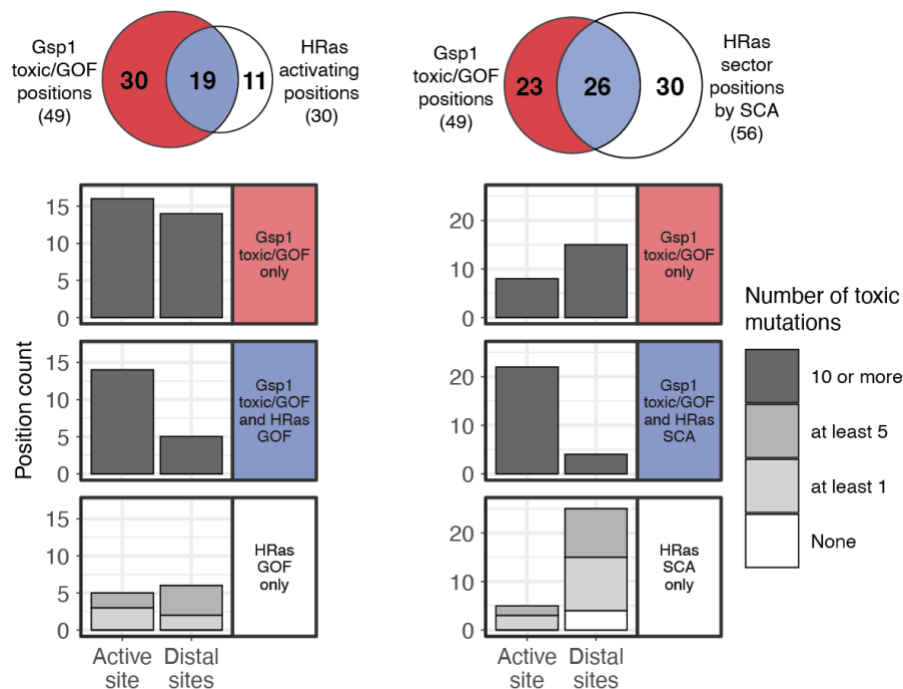 Gsp1
toxic/GOF
positions
(49)
30
19
11
HRas
activating
positions
(30)
Gsp1
toxic/GOF
positions
(49)
23
26
30
HRas
sector
positions
by SCA
(56)
Position count
15
10
5
0
Gsp1
toxic/GOF
only
15
10
5
0
Gsp1
toxic/GOF
and HRas
GOF
15
10
5
0
HRas
GOF
only
Active
site
Distal
sites
20
10
0
Gsp1
toxic/GOF
only
20
10
0
Gsp1
toxic/GOF
and HRas
SCA
20
10
0
HRas
SCA
only
Active
site
Distal
sites
Number of toxic
mutations
10 or more
at least 5
at least 1
None